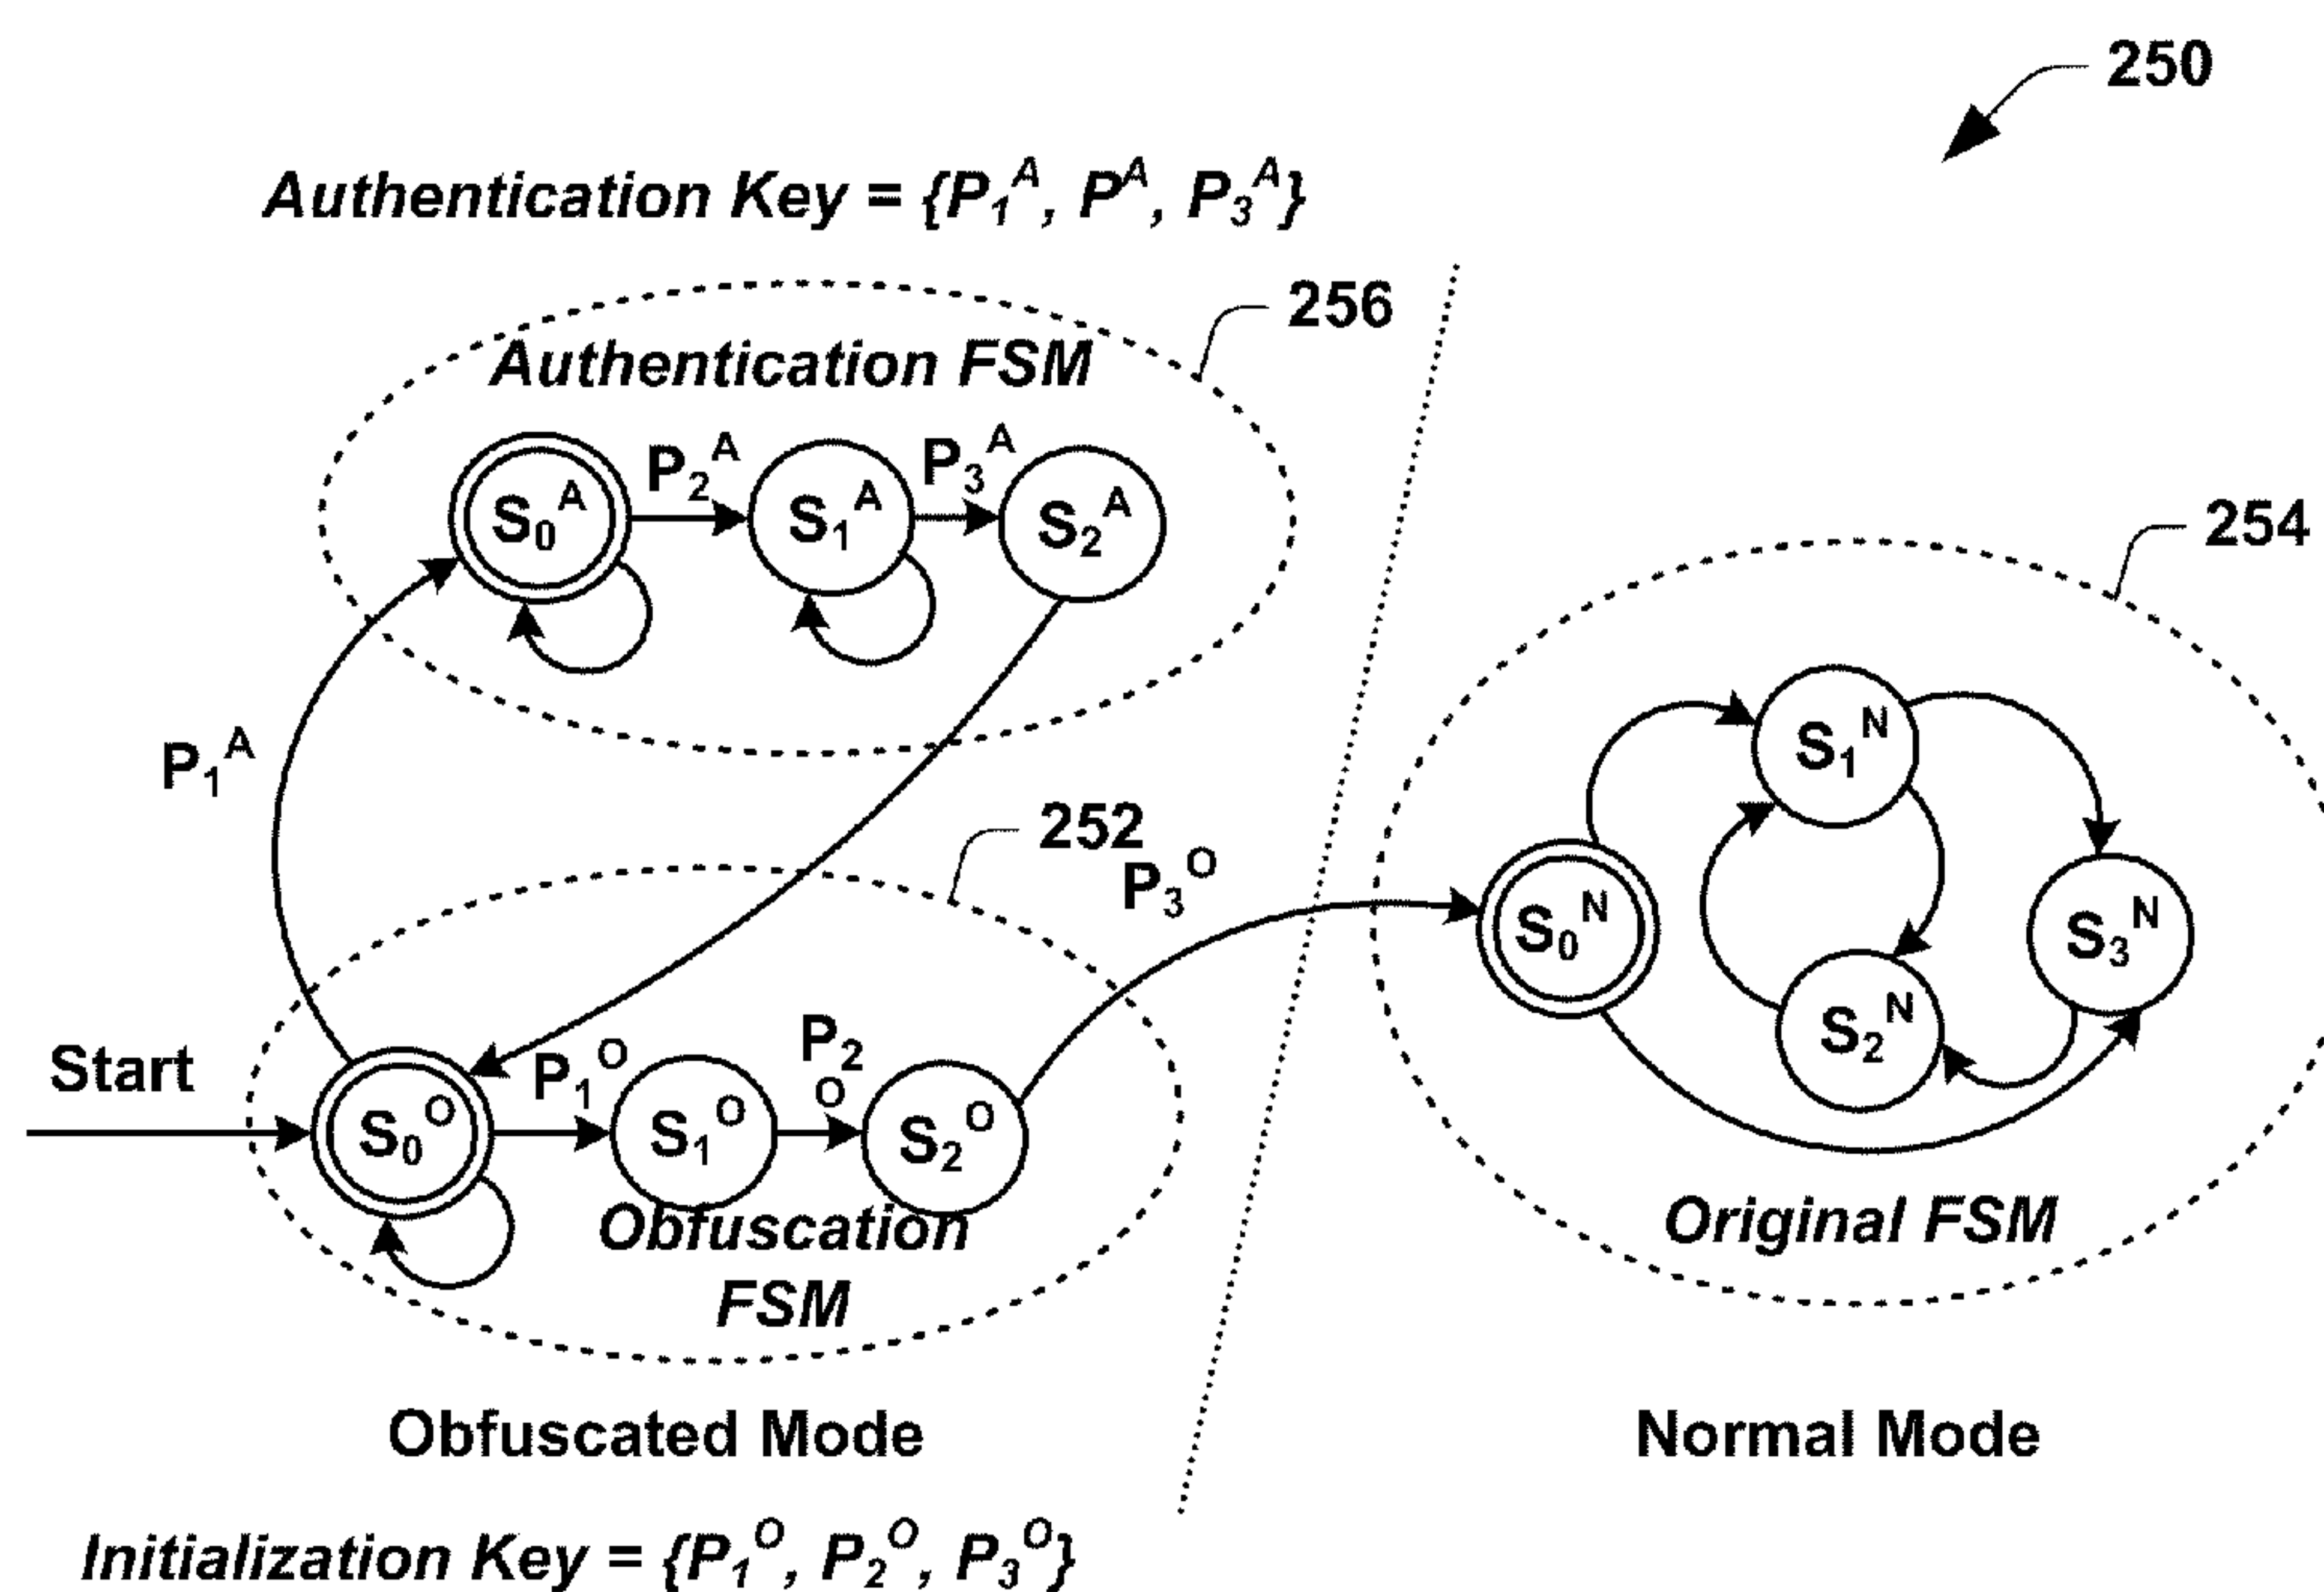 250
Authentication Key = {P₁ᴬ, Pᴬ, P₃ᴬ}
256
Authentication FSM
P₂ᴬ
P₃ᴬ
S₀ᴬ
S₁ᴬ
S₂ᴬ
254
P₁ᴬ
252
P₃ᴼ
S₁ᴺ
S₀ᴺ
S₃ᴺ
S₂ᴺ
Start
P₁ᴼ
P₂
O
S₀ᴼ
S₁ᴼ
S₂ᴼ
Obfuscation
FSM
Original FSM
Obfuscated Mode
Normal Mode
Initialization Key = {P₁ᴼ, P₂ᴼ, P₃ᴼ}